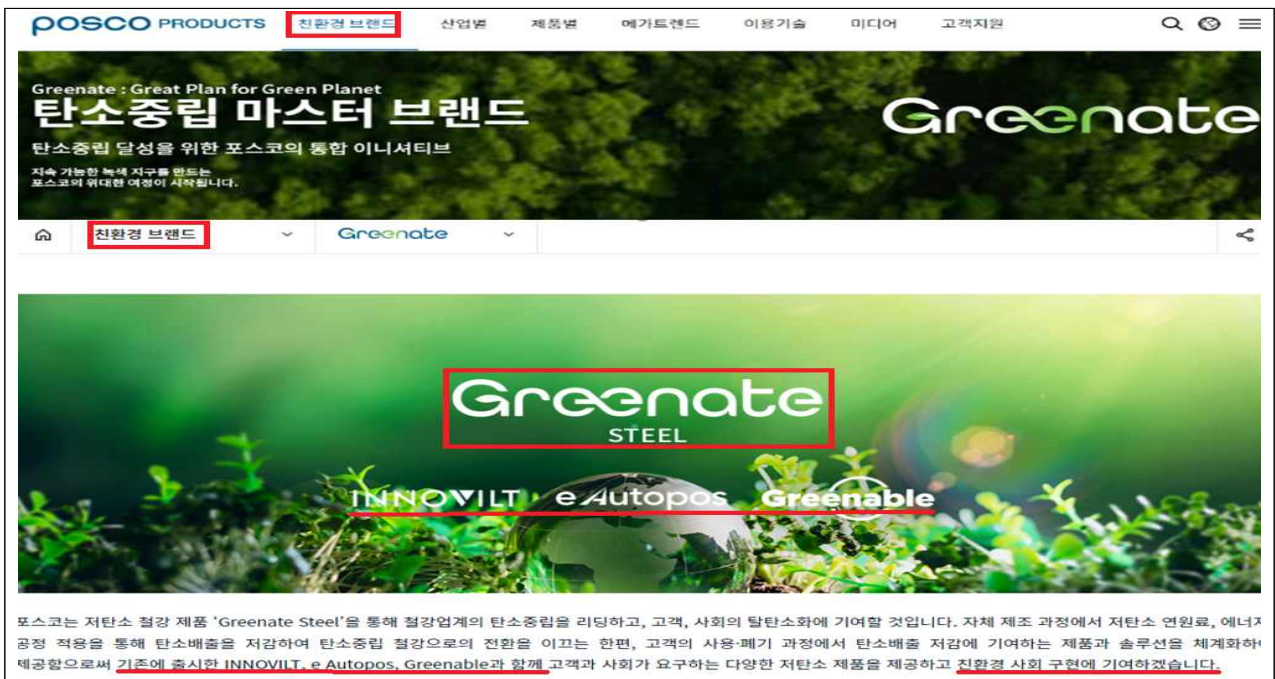 posco PRODUCTS 친환경 브랜드 산업별 제품별 메가트렌드 이용기술 미디어 고객지원
Greenate : Great Plan for Green Planet
탄소중립 마스터 브랜드
탄소중립 달성을 위한 포스코의 통합 이니셔티브
지속 가능한 녹색 지구를 만드는
포스코의 위대한 여정이 시작됩니다.
Greenate
친환경 브랜드 Greenate
Greenate
STEEL
INNOVILT e Autopos Greenable
포스코는 저탄소 철강 제품 ‘Greenate Steel’을 통해 철강업계의 탄소중립을 리딩하고, 고객, 사회의 탈탄소화에 기여할 것입니다. 자체 제조 과정에서 저탄소 연원료, 에너지
공정 적용을 통해 탄소배출을 저감하여 탄소중립 철강으로의 전환을 이끄는 한편, 고객의 사용·폐기 과정에서 탄소배출 저감에 기여하는 제품과 솔루션을 체계화하여
제공함으로써 기존에 출시한 INNOVILT, e Autopos, Greenable과 함께 고객과 사회가 요구하는 다양한 저탄소 제품을 제공하고 친환경 사회 구현에 기여하겠습니다.